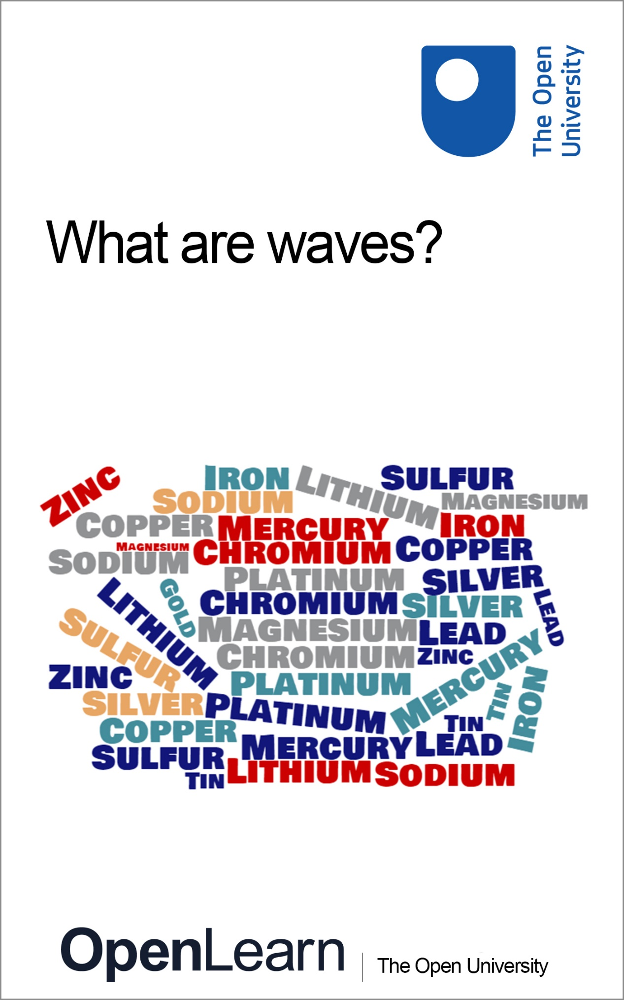 The Open
University
What are waves?
ZINC
IRON
LITHIUM
SULFUR
SODIUM
MAGNESIUM
COPPER
MERCURY
IRON
MAGNESIUM
CHROMIUM
COPPER
SODIUM
PLATINUM
SILVER
LITHIUM
GOLD
CHROMIUM
SILVER
LEAD
SULFUR
MAGNESIUM
LEAD
CHROMIUM
ZINC
MERCURY
ZINC
PLATINUM
TIN
IRON
SILVER
PLATINUM
TIN
COPPER
MERCURY
LEAD
SULFUR
TIN
LITHIUM
SODIUM
OpenLearn
The Open University